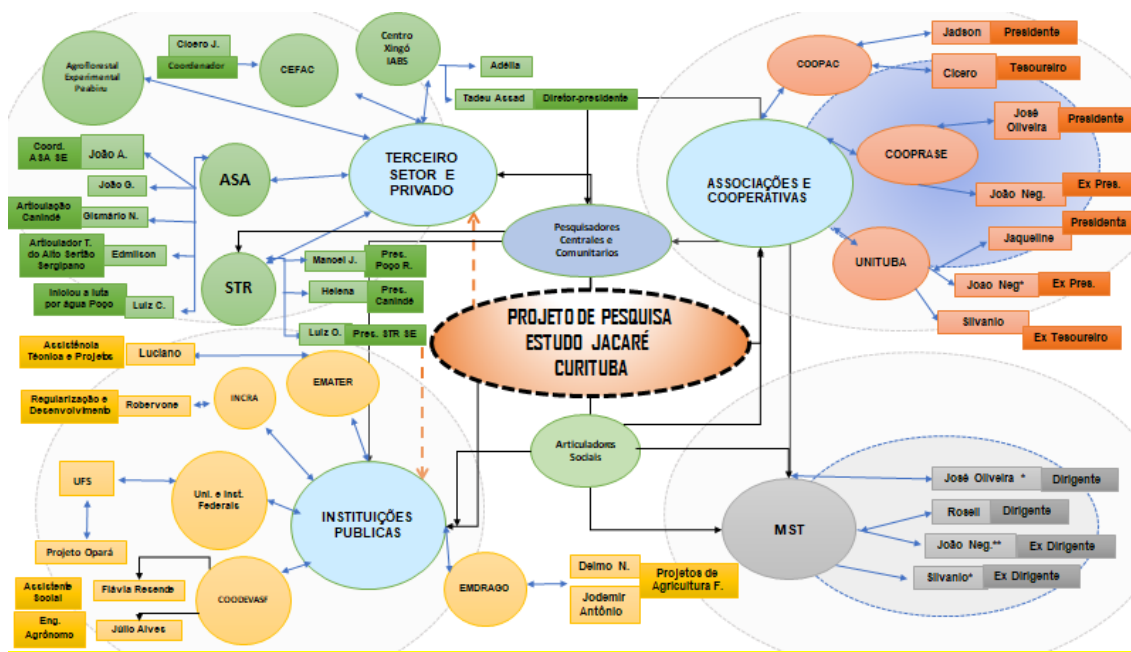 Agroflorestal
Experimental
Peabiru
Cicero J.
Coordenador
CEFAC
Centro
Xingó
IABS
Adélia
Tadeu Assad
Diretor-presidente
Coord.
ASA SE
João A.
João G.
Articulação
Canindé
Gismário N.
Articulador T.
do Alto Sertão
Sergipano
Edmilson
Iniciou a luta
por água Poço
Luiz C.
ASA
STR
TERCEIRO
SETOR E
PRIVADO
Manoel J.
Pres.
Poço R.
Helena
Pres.
Canindé
Luiz O.
Pres. STR SE
COOPAC
Jadson
Presidente
Cicero
Tesoureiro
COOPRASE
José
Oliveira
Presidente
João Neg.
Ex Pres.
ASSOCIAÇÕES E
COOPERATIVAS
UNITUBA
Jaqueline
Presidenta
Joao Neg*
Ex Pres.
Silvanio
Ex Tesoureiro
Pesquisadores
Centrales e
Comunitarios
PROJETO DE PESQUISA
ESTUDO JACARÉ
CURITUBA
Articuladores
Sociais
Assistência
Técnica e Projetos
Luciano
EMATER
Regularização e
Desenvolvimento
Robervone
INCRA
UFS
Uni. e Inst.
Federais
Projeto Opará
INSTITUIÇÕES
PUBLICAS
Assistente
Social
Flávia Resende
COODEVASF
Eng.
Agrônomo
Júlio Alves
EMDRAGO
Delmo N.
Jodemir
Antônio
Projetos de
Agricultura F.
MST
José Oliveira *
Dirigente
Roseli
Dirigente
João Neg.**
Ex Dirigente
Silvanio*
Ex Dirigente